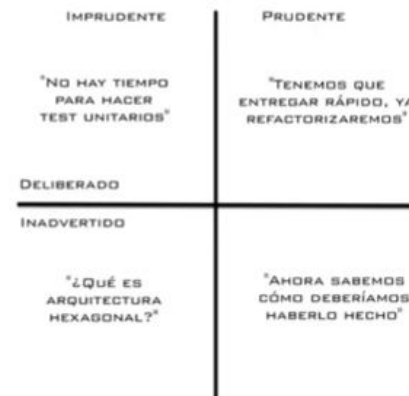 IMPRUDENTE
PRUDENTE
"NO HAY TIEMPO
PARA HACER
TEST UNITARIOS"
"TENEMOS QUE
ENTREGAR RÁPIDO, YA
REFACTORIZAREMOS"
DELIBERADO
INADVERTIDO
"¿QUÉ ES
ARQUITECTURA
HEXAGONAL?"
"AHORA SABEMOS
CÓMO DEBERÍAMOS
HABERLO HECHO"